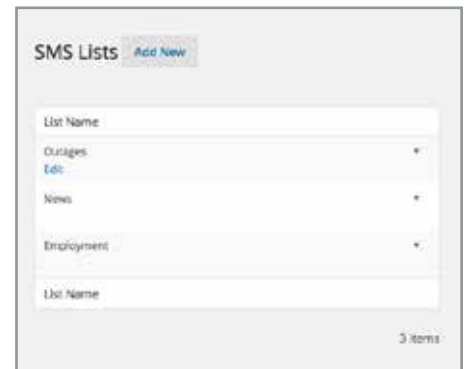 SMS Lists Add New
List Name
Outages
Edit
News
Employment
List Name
3 items